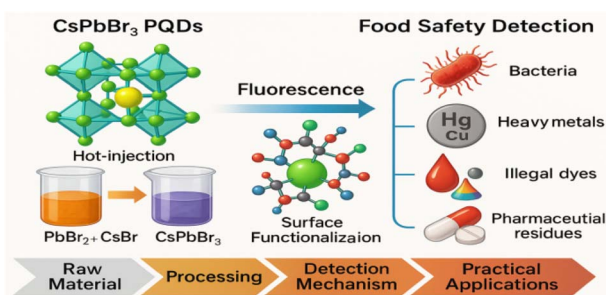 CsPbBr₃ PQDs
Hot-injection
PbBr₂+ CsBr
CsPbBr₃
Fluorescence
Surface
Functionalizaion
Food Safety Detection
Bacteria
Hg
Cu
Heavy metals
Illegal dyes
Pharmaceutial
residues
Raw
Material
Processing
Detection
Mechanism
Practical
Applications